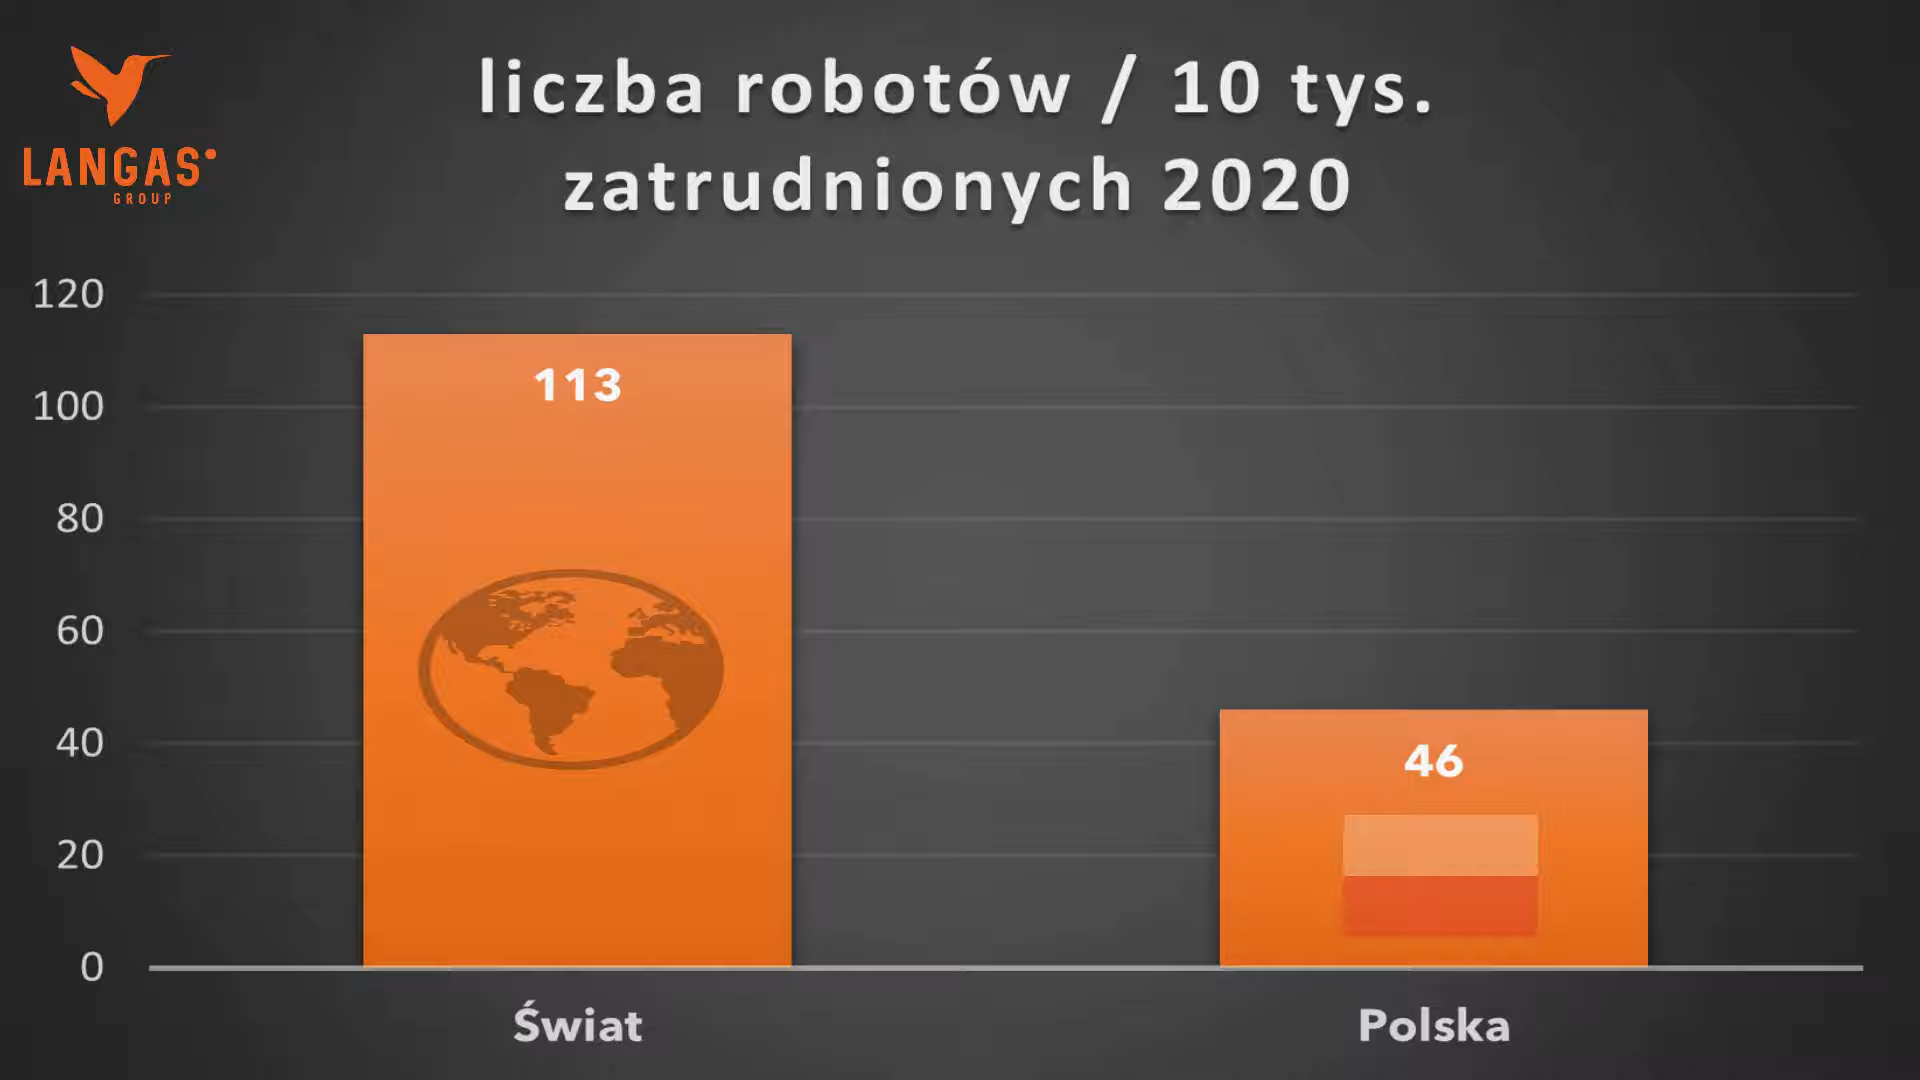 LANGAS
GROUP
liczba robotów / 10 tys.
zatrudnionych 2020
120
100
80
60
40
20
0
113
46
Świat
Polska